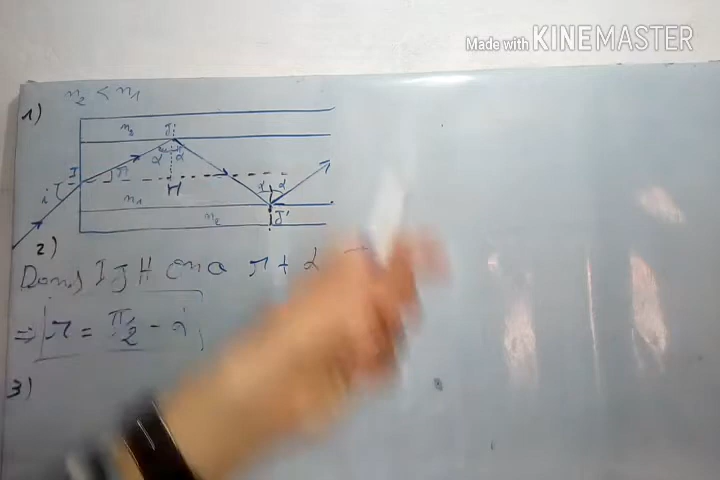 Made with KINEMASTER
1) n₂ < n₁
n₂ J
α α
I r
i H α α
n₁
n₂ J'
2)
Dans IJH on a r + α
⇒ r = π/2 - i
3)